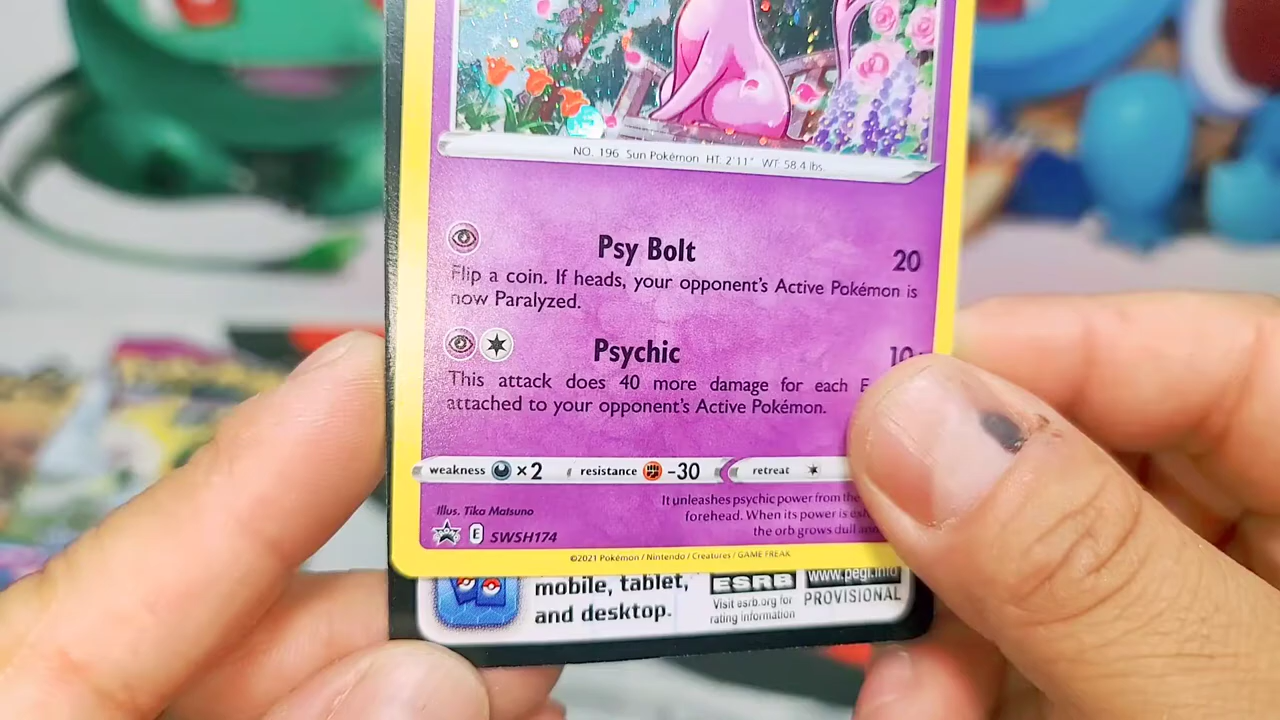 NO. 196 Sun Pokémon HT: 2'11" WT: 58.4 lbs.
Psy Bolt 20
Flip a coin. If heads, your opponent's Active Pokémon is
now Paralyzed.
Psychic 10
This attack does 40 more damage for each
attached to your opponent's Active Pokémon.
weakness ×2 resistance -30 retreat
It unleashes psychic power from the
Illus. Tika Matsuno
forehead. When its power is
the orb grows dull
E SWSH174
©2021 Pokémon / Nintendo / Creatures / GAME FREAK
mobile, tablet,
and desktop.
ESRB
Visit esrb.org for
rating information
www.pegi.info
PROVISIONAL